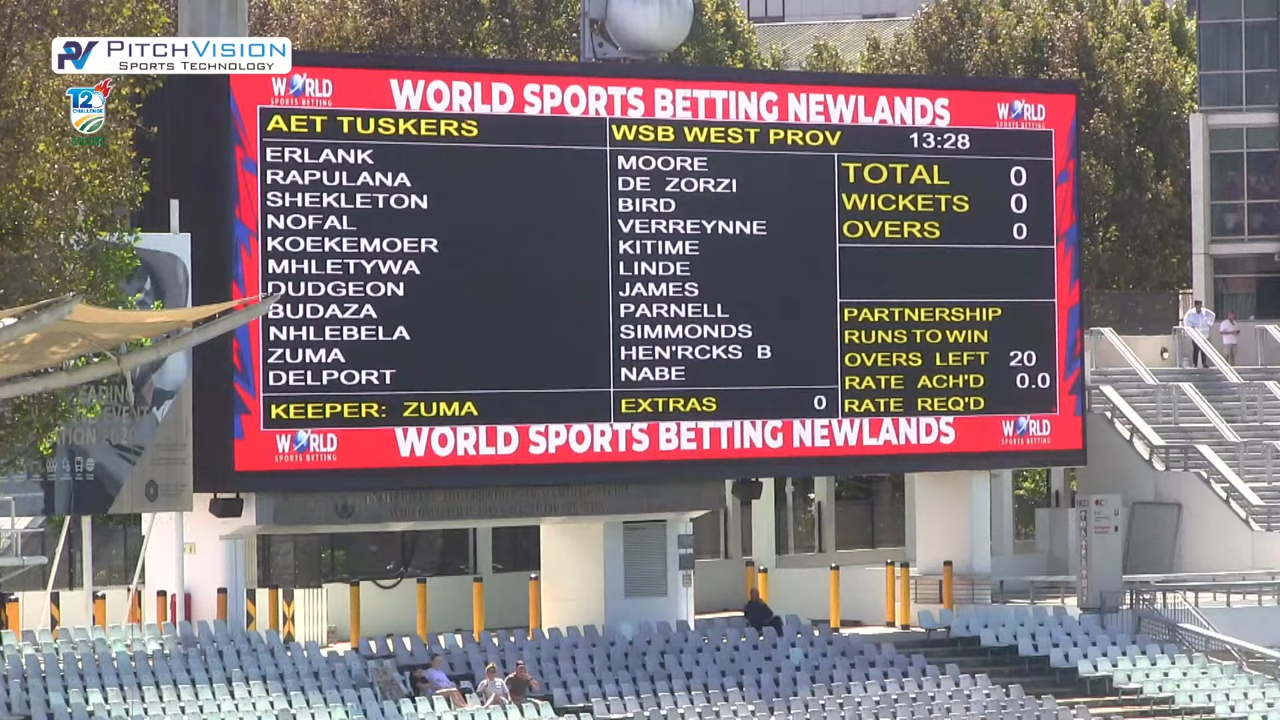 PITCHVISION
SPORTS TECHNOLOGY
T20
CHALLENGE
WORLD
SPORTS BETTING
WORLD SPORTS BETTING NEWLANDS
WORLD
SPORTS BETTING
AET TUSKERS
WSB WEST PROV 13:28
ERLANK
RAPULANA
SHEKLETON
NOFAL
KOEKEMOER
MHLETYWA
DUDGEON
BUDAZA
NHLEBELA
ZUMA
DELPORT
KEEPER: ZUMA
MOORE
DE ZORZI
BIRD
VERREYNNE
KITIME
LINDE
JAMES
PARNELL
SIMMONDS
HEN'RCKS B
NABE
EXTRAS 0
TOTAL 0
WICKETS 0
OVERS 0
PARTNERSHIP
RUNS TO WIN
OVERS LEFT 20
RATE ACH'D 0.0
RATE REQ'D
WORLD
SPORTS BETTING
WORLD SPORTS BETTING NEWLANDS
WORLD
SPORTS BETTING